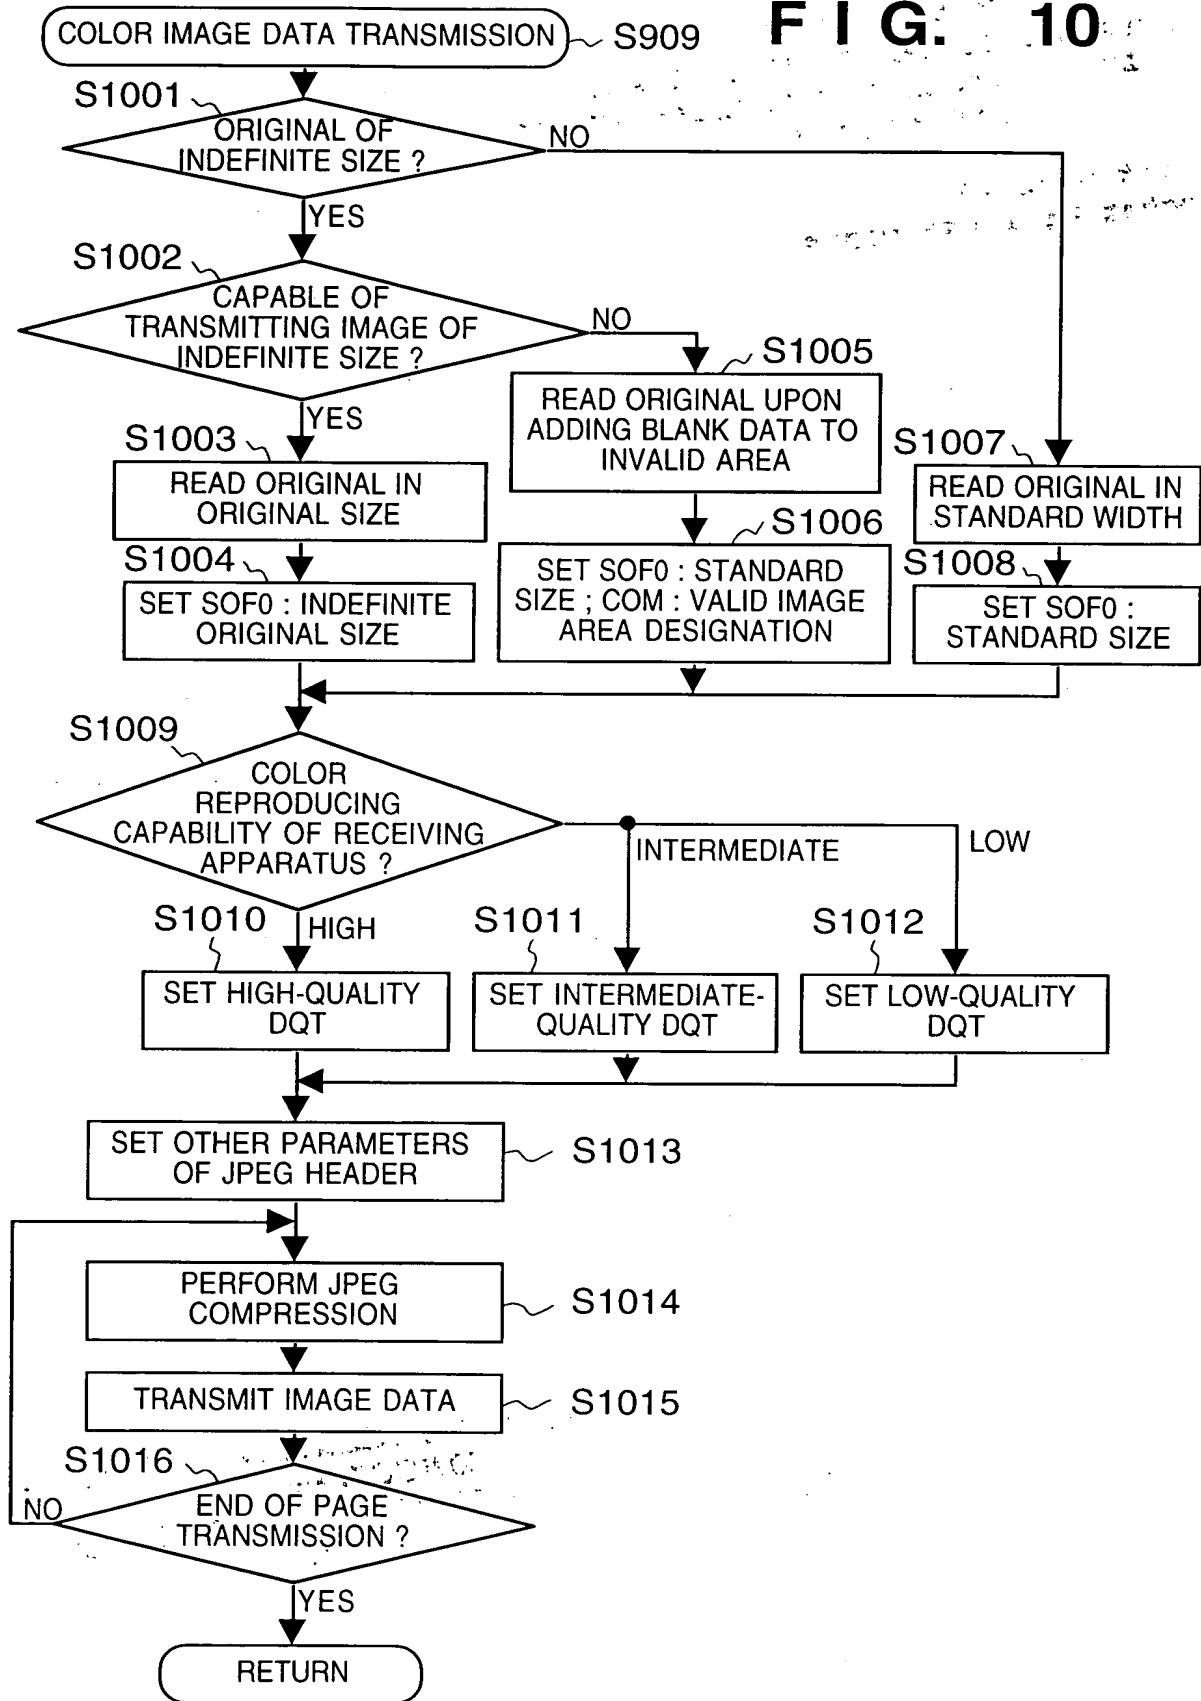 FIG. 10
COLOR IMAGE DATA TRANSMISSION
S909
S1001
ORIGINAL OF
INDEFINITE SIZE ?
NO
YES
S1002
CAPABLE OF
TRANSMITTING IMAGE OF
INDEFINITE SIZE ?
NO
YES
S1003
READ ORIGINAL IN
ORIGINAL SIZE
S1004
SET SOF0 : INDEFINITE
ORIGINAL SIZE
S1005
READ ORIGINAL UPON
ADDING BLANK DATA TO
INVALID AREA
S1006
SET SOF0 : STANDARD
SIZE ; COM : VALID IMAGE
AREA DESIGNATION
S1007
READ ORIGINAL IN
STANDARD WIDTH
S1008
SET SOF0 :
STANDARD SIZE
S1009
COLOR
REPRODUCING
CAPABILITY OF RECEIVING
APPARATUS ?
INTERMEDIATE
LOW
HIGH
S1010
SET HIGH-QUALITY
DQT
S1011
SET INTERMEDIATE-
QUALITY DQT
S1012
SET LOW-QUALITY
DQT
SET OTHER PARAMETERS
OF JPEG HEADER
S1013
PERFORM JPEG
COMPRESSION
S1014
TRANSMIT IMAGE DATA
S1015
S1016
END OF PAGE
TRANSMISSION ?
NO
YES
RETURN